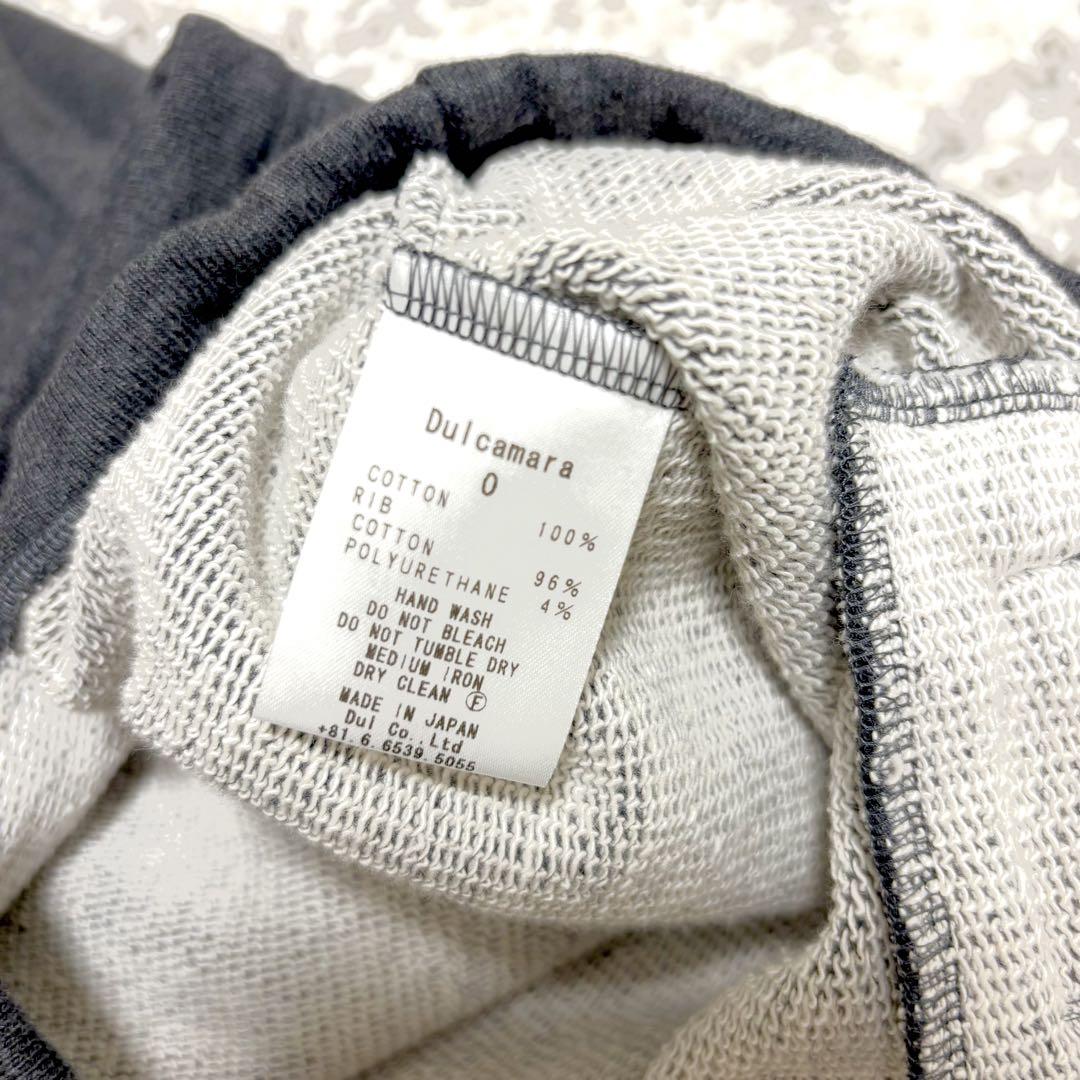 Dulcamara
0
COTTON 100%
RIB
COTTON 96%
POLYURETHANE 4%
HAND WASH
DO NOT BLEACH
DO NOT TUMBLE DRY
MEDIUM IRON
DRY CLEAN Ⓕ
MADE IN JAPAN
Dul Co., Ltd
+81.6.6539.5055